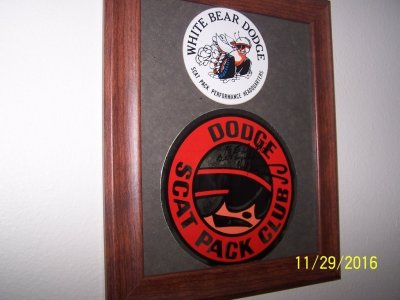 WHITE BEAR DODGE
SCAT PACK PERFORMANCE HEADQUARTERS
DODGE
SCAT PACK CLUB
11/29/2016